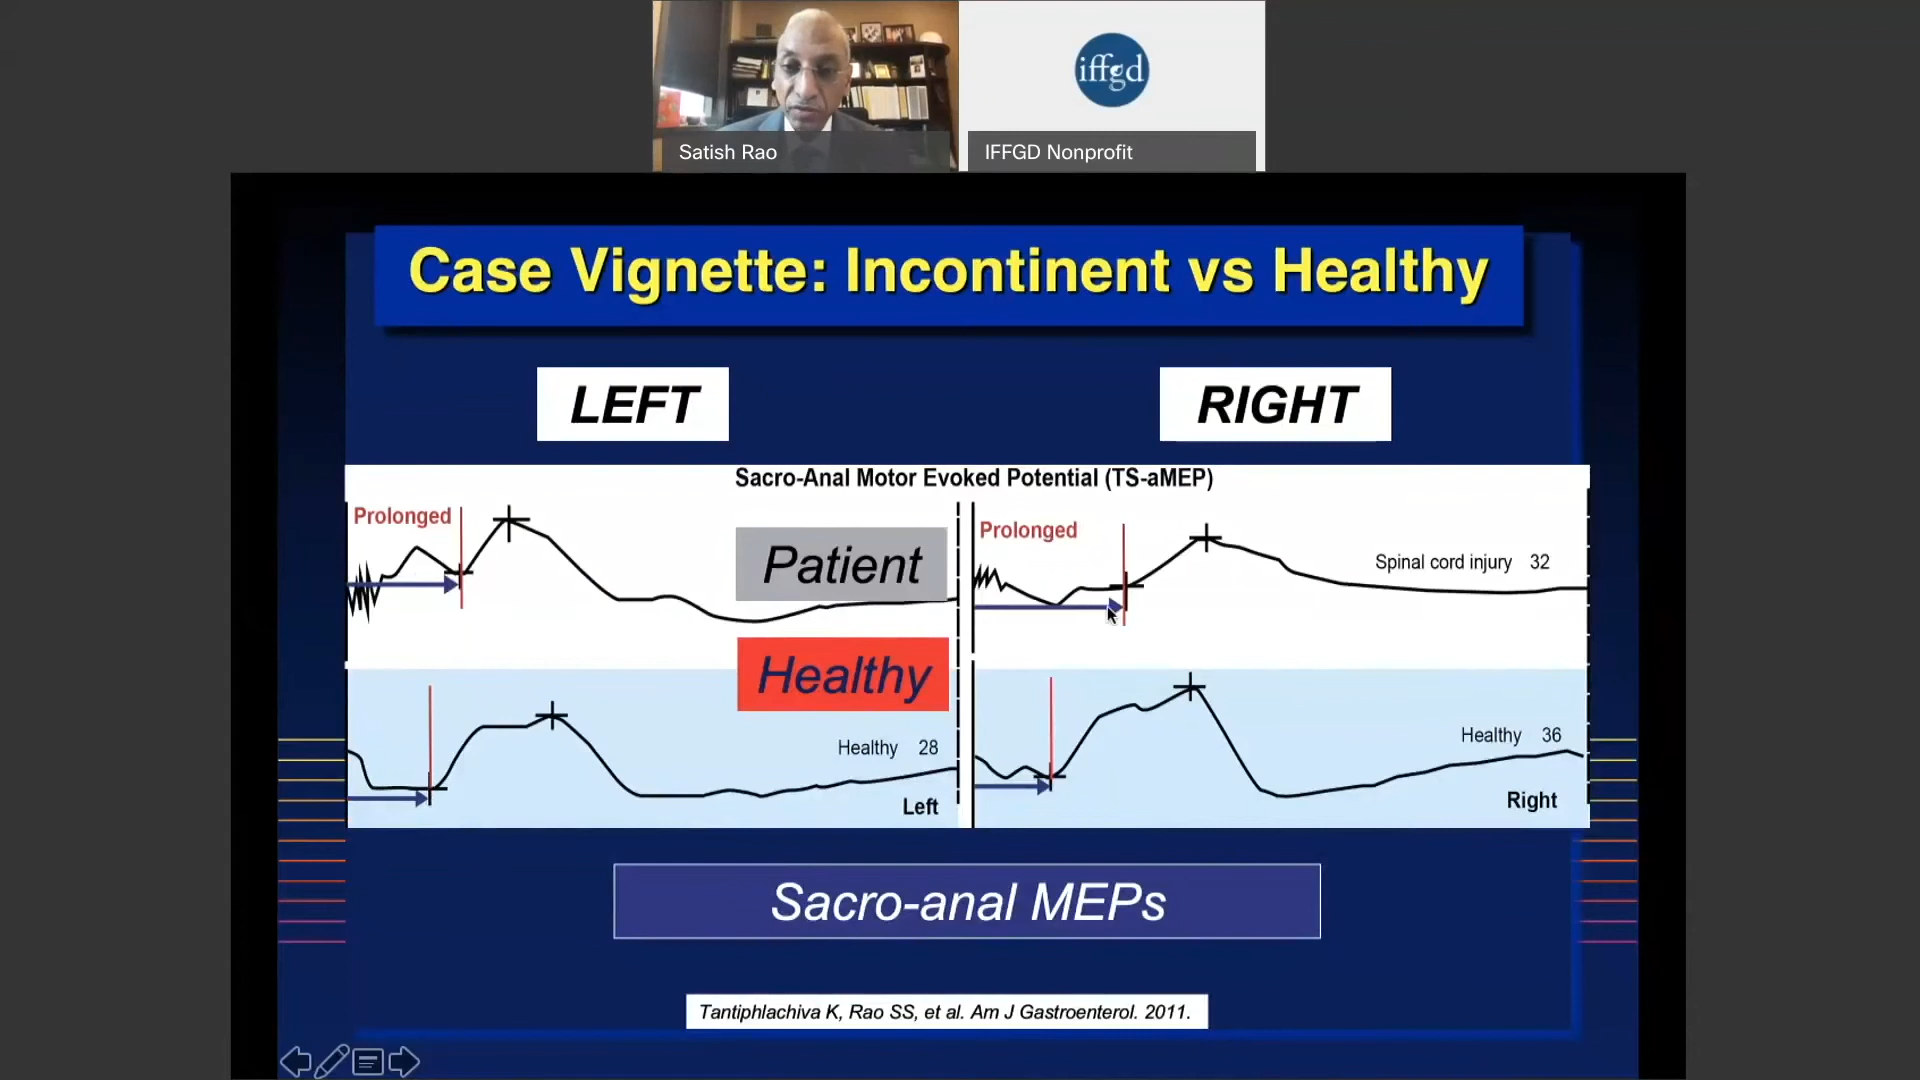 iffgd
Satish Rao
IFFGD Nonprofit
Case Vignette: Incontinent vs Healthy
LEFT
RIGHT
Sacro-Anal Motor Evoked Potential (TS-aMEP)
Prolonged
Patient
Prolonged
Spinal cord injury 32
Healthy
Healthy 28
Left
Healthy 36
Right
Sacro-anal MEPs
Tantiphlachiva K, Rao SS, et al. Am J Gastroenterol. 2011.